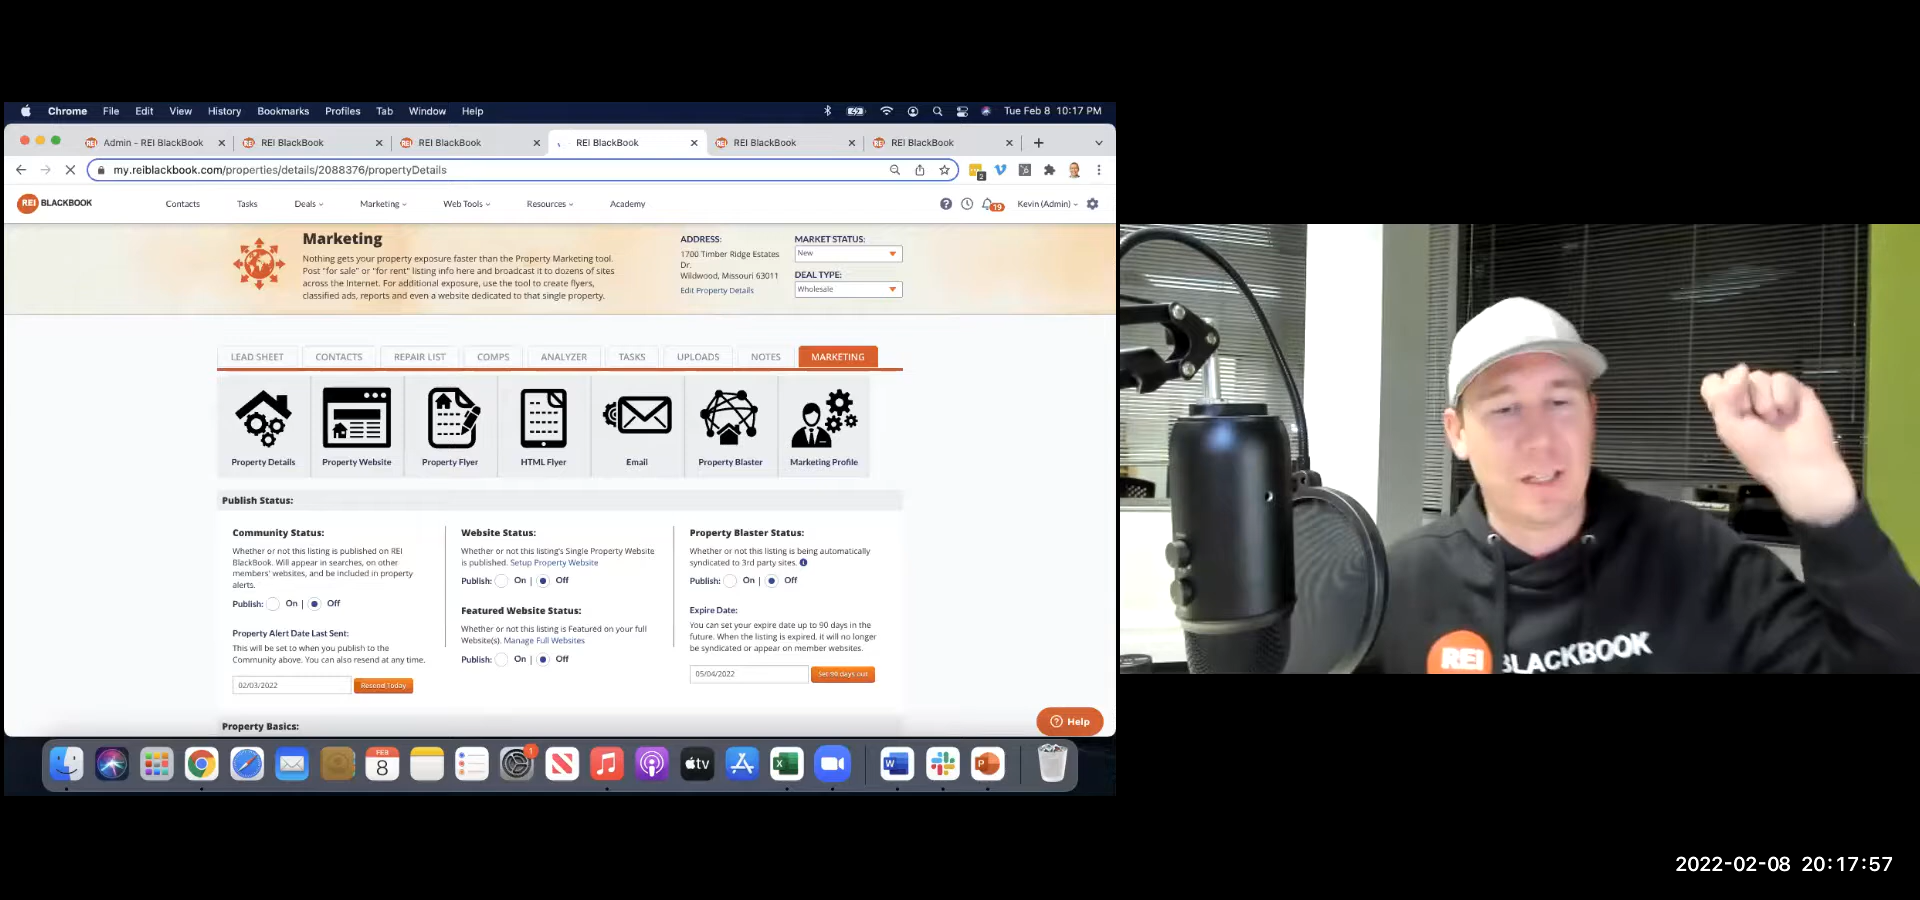 Chrome File Edit View History Bookmarks Profiles Tab Window Help Tue Feb 8 10:17 PM
Admin - REI BlackBook REI BlackBook REI BlackBook REI BlackBook REI BlackBook REI BlackBook
my.reiblackbook.com/properties/details/2088376/propertyDetails
2
REI BLACKBOOK Contacts Tasks Deals Marketing Web Tools Resources Academy 19 Kevin (Admin)
Marketing
Nothing gets your property exposure faster than the Property Marketing tool.
Post "for sale" or "for rent" listing info here and broadcast it to dozens of sites
across the Internet. For additional exposure, use the tool to create flyers,
classified ads, reports and even a website dedicated to that single property.
ADDRESS:
1700 Timber Ridge Estates
Dr.
Wildwood, Missouri 63011
Edit Property Details
MARKET STATUS:
New
DEAL TYPE:
Wholesale
LEAD SHEET CONTACTS REPAIR LIST COMPS ANALYZER TASKS UPLOADS NOTES MARKETING
Property Details Property Website Property Flyer HTML Flyer Email Property Blaster Marketing Profile
Publish Status:
Community Status:
Whether or not this listing is published on REI
BlackBook. Will appear in searches, on other
members' websites, and be included in property
alerts.
Publish: On | Off
Property Alert Date Last Sent:
This will be set to when you publish to the
Community above. You can also resend at any time.
02/03/2022 Resend Today
Website Status:
Whether or not this listing's Single Property Website
is published. Setup Property Website
Publish: On | Off
Featured Website Status:
Whether or not this listing is Featured on your full
Website(s). Manage Full Websites
Publish: On | Off
Property Blaster Status:
Whether or not this listing is being automatically
syndicated to 3rd party sites.
Publish: On | Off
Expire Date:
You can set your expire date up to 90 days in the
future. When the listing is expired, it will no longer
be syndicated or appear on member websites.
05/04/2022 Set 90 days out
Property Basics:
Help
FEB
8
1
tv
REI BLACKBOOK
2022-02-08 20:17:57